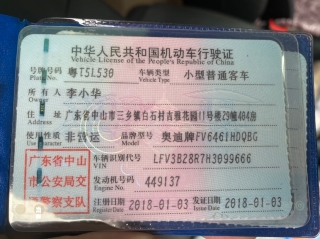 中华人民共和国机动车行驶证
Vehicle License of the People's Republic of China
号牌号码 粤TSL530 车辆类型 小型普通客车
Plate No. Vehicle Type
所有人 李小华
Owner
住址 广东省中山市三乡镇白石村吉雅花园11号楼Z9幢404房
Address
使用性质 非营运 品牌型号 奥迪牌FV6461HDQBG
Use Character Model
广东省中山 车辆识别代号 LFV3B28R7H3099666
VIN
市公安局交 发动机号码 449137
Engine No.
通警察支队 注册日期 2018-01-03 发证日期 2018-01-03
Register Date Issue Date